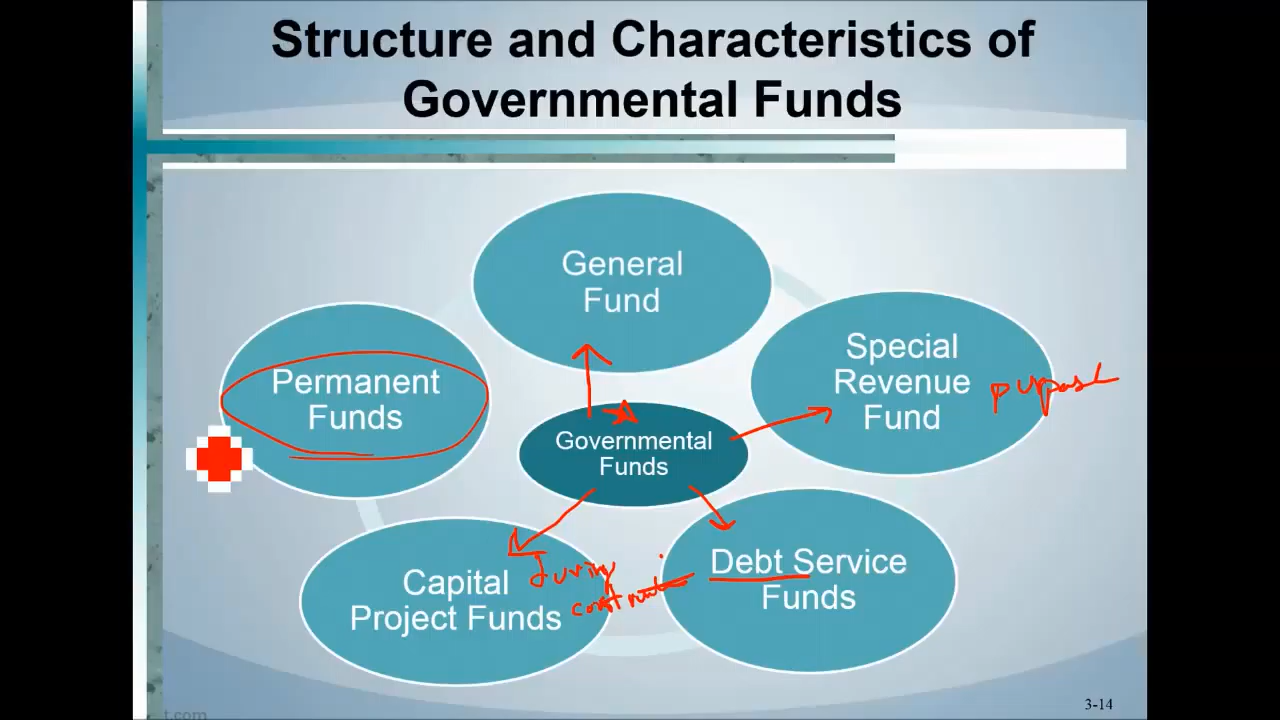 Structure and Characteristics of
Governmental Funds
General
Fund
Special
Revenue
Fund
purpose
Permanent
Funds
Governmental
Funds
Debt Service
Funds
Capital
Project Funds
during
construction
3-14
t.com